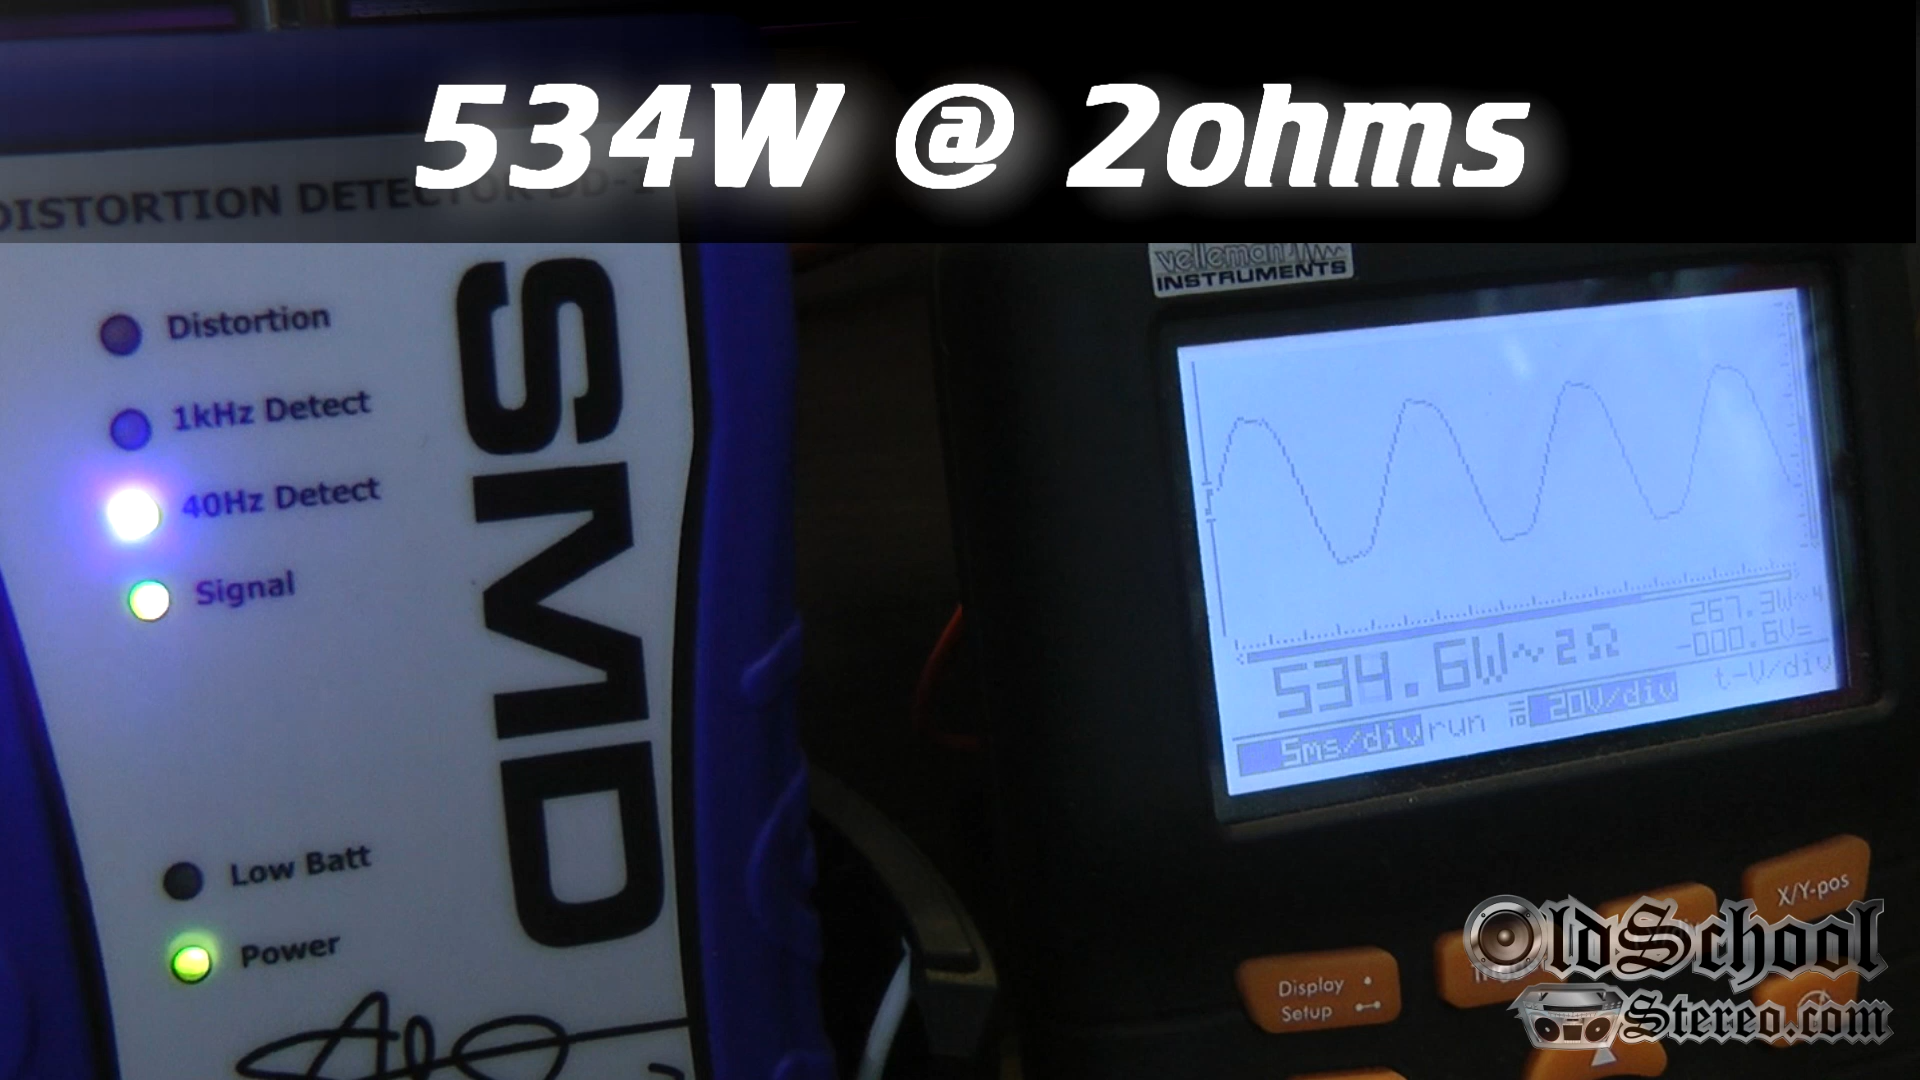 534W @ 2ohms
DISTORTION DETECTOR DD-
Distortion
1kHz Detect
40Hz Detect
Signal
Low Batt
Power
SMD
velleman
INSTRUMENTS
534.6W~2Ω
267.3W~4
-000.6V=
5ms/div run 20V/div t-V/div
X/Y-pos
Display
Setup
OldSchool
Stereo.com